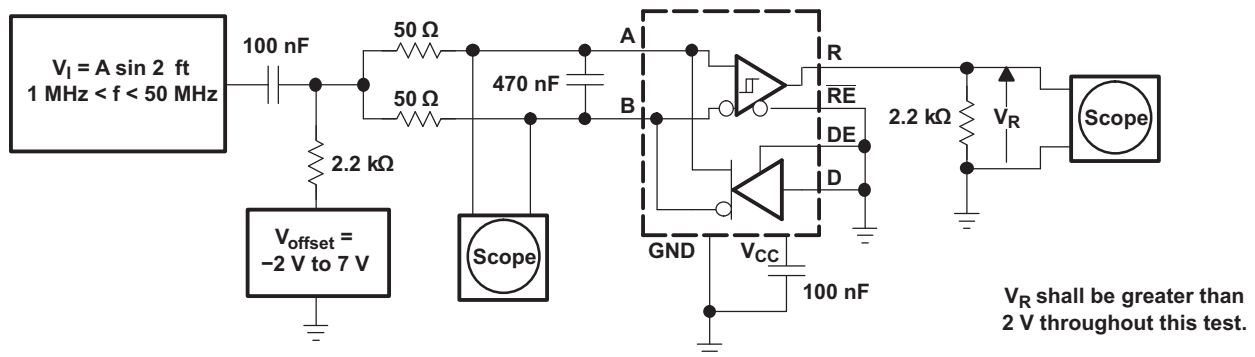 V_I = A sin 2 ft
1 MHz < f < 50 MHz
100 nF
50 Ω
50 Ω
2.2 kΩ
V_offset =
−2 V to 7 V
Scope
470 nF
A
B
GND
V_CC
100 nF
R
R̅E̅
DE
D
2.2 kΩ
V_R
Scope
V_R shall be greater than
2 V throughout this test.